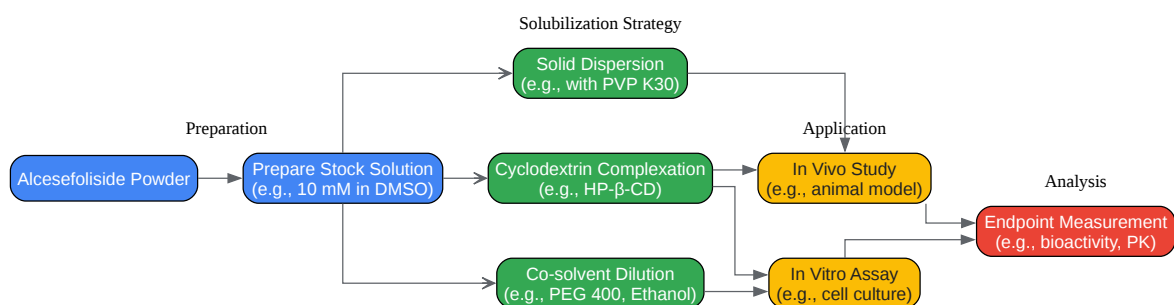 Solubilization Strategy
Solid Dispersion
(e.g., with PVP K30)
Preparation
Application
Alcesefoliside Powder
Prepare Stock Solution
(e.g., 10 mM in DMSO)
Cyclodextrin Complexation
(e.g., HP-β-CD)
In Vivo Study
(e.g., animal model)
Analysis
Endpoint Measurement
(e.g., bioactivity, PK)
Co-solvent Dilution
(e.g., PEG 400, Ethanol)
In Vitro Assay
(e.g., cell culture)